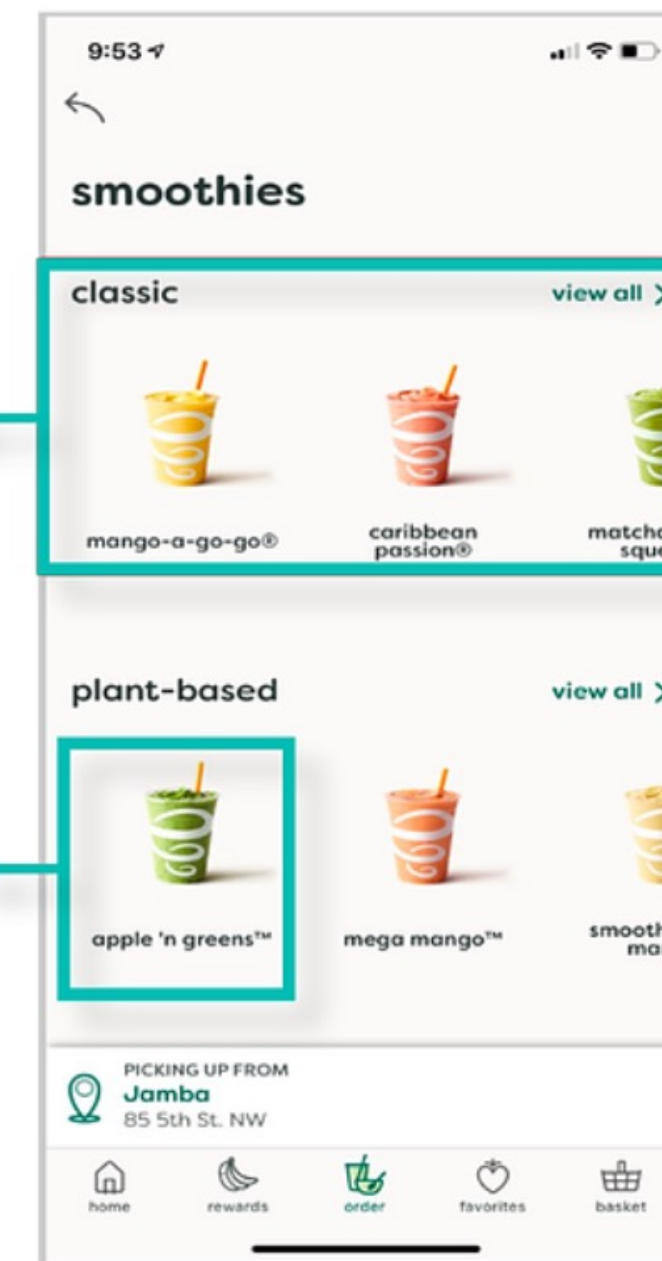 9:53
smoothies
classic
view all
mango-a-go-go®
caribbean
passion®
plant-based
view all
apple 'n greens™
mega mango™
PICKING UP FROM
Jamba
85 5th St. NW
home
rewards
order
favorites
basket